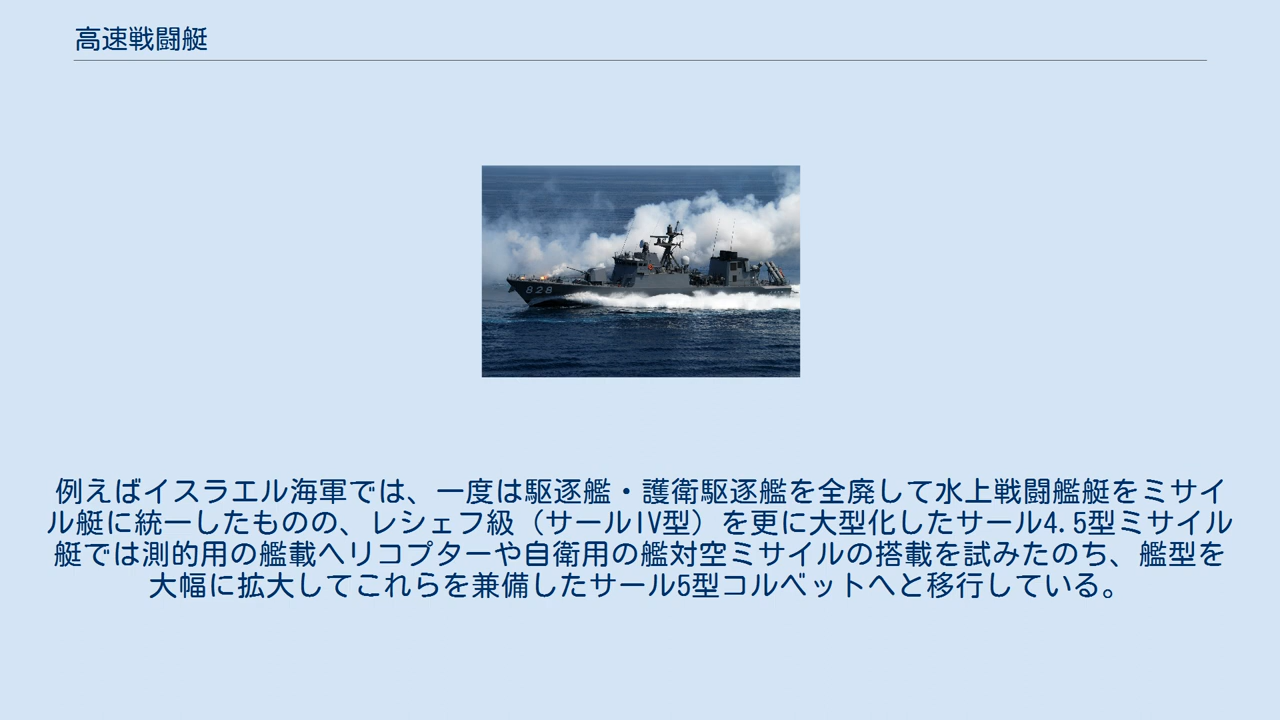 高速戦闘艇
828
例えばイスラエル海軍では、一度は駆逐艦・護衛駆逐艦を全廃して水上戦闘艦艇をミサイ
ル艇に統一したものの、レシェフ級（サールIV型）を更に大型化したサール4.5型ミサイル
艇では測的用の艦載ヘリコプターや自衛用の艦対空ミサイルの搭載を試みたのち、艦型を
大幅に拡大してこれらを兼備したサール5型コルベットへと移行している。